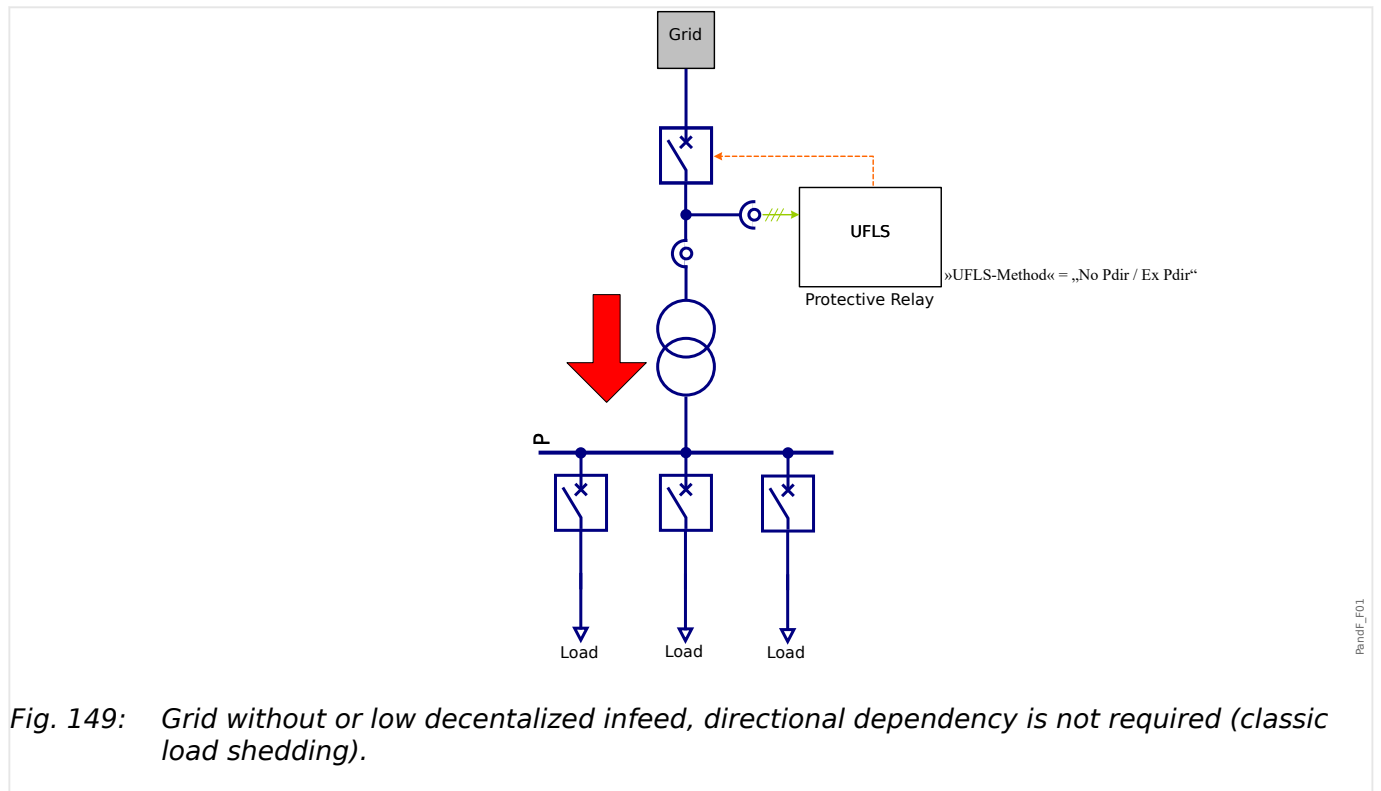 Grid
UFLS
»UFLS-Method« = „No Pdir / Ex Pdir“
Protective Relay
P
Load
Load
Load
PandF_F01
Fig. 149: Grid without or low decentalized infeed, directional dependency is not required (classic
load shedding).